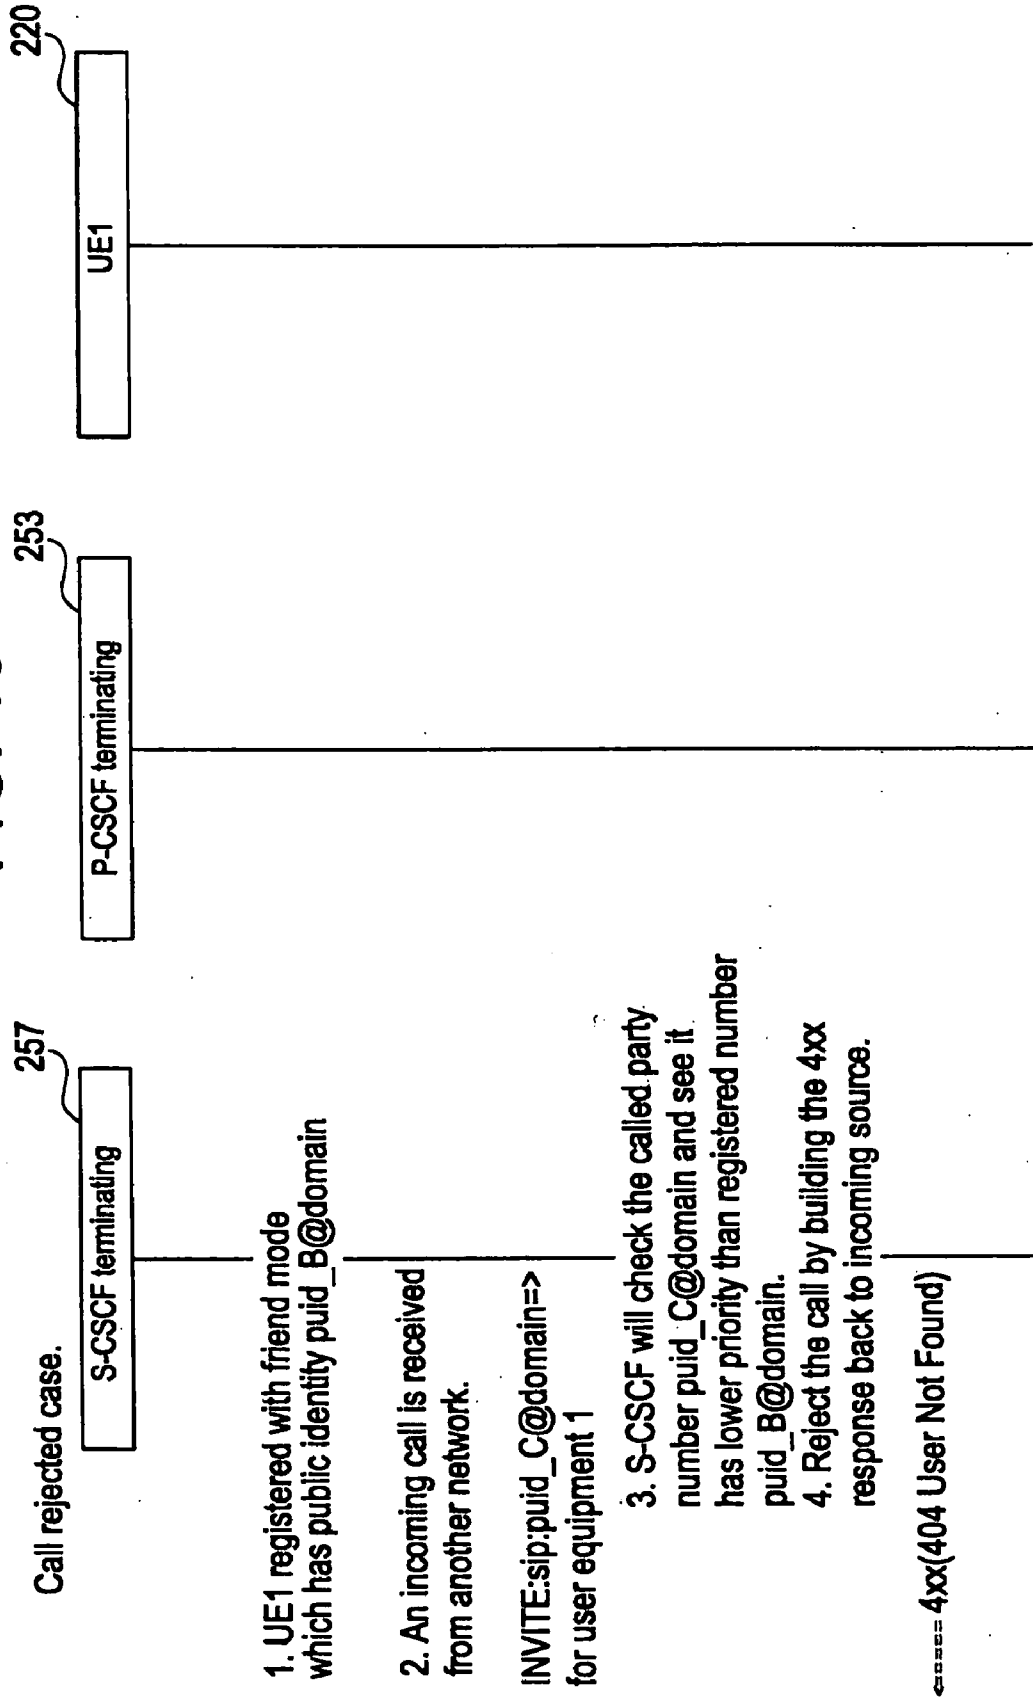 Call rejected case.
257
S-CSCF terminating
253
P-CSCF terminating
220
UE1
1. UE1 registered with friend mode
which has public identity puid_B@domain
2. An incoming call is received
from another network.
INVITE:sip:puid_C@domain=>
for user equipment 1
3. S-CSCF will check the called party
number puid_C@domain and see it
has lower priority than registered number
puid_B@domain.
4. Reject the call by building the 4xx
response back to incoming source.
<===== 4xx(404 User Not Found)